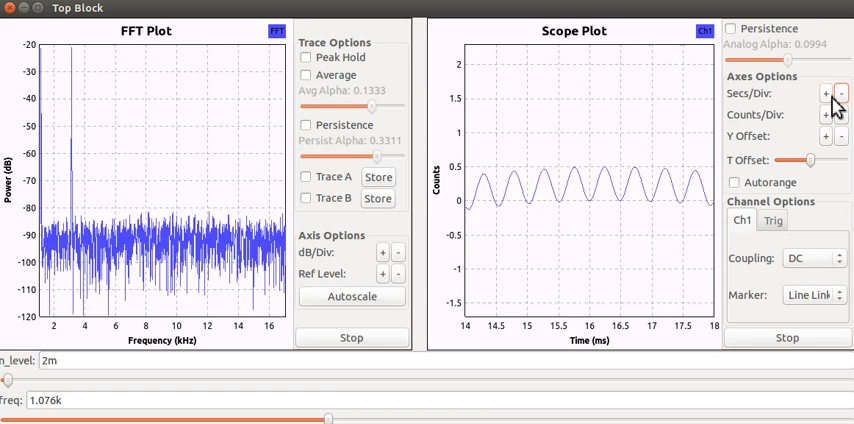 Top Block
FFT Plot
FFT
-20
-30
-40
-50
-60
-70
-80
-90
-100
-110
-120
Power (dB)
2 4 6 8 10 12 14 16
Frequency (kHz)
Trace Options
Peak Hold
Average
Avg Alpha: 0.1333
Persistence
Persist Alpha: 0.3311
Trace A Store
Trace B Store
Axis Options
dB/Div: + -
Ref Level: + -
Autoscale
Stop
Scope Plot
Ch1
2
1.5
1
0.5
0
-0.5
-1
-1.5
Counts
14 14.5 15 15.5 16 16.5 17 17.5 18
Time (ms)
Persistence
Analog Alpha: 0.0994
Axes Options
Secs/Div: + -
Counts/Div: +
Y Offset: + -
T Offset:
Autorange
Channel Options
Ch1 Trig
Coupling: DC
Marker: Line Link
Stop
n_level: 2m
freq: 1.076k